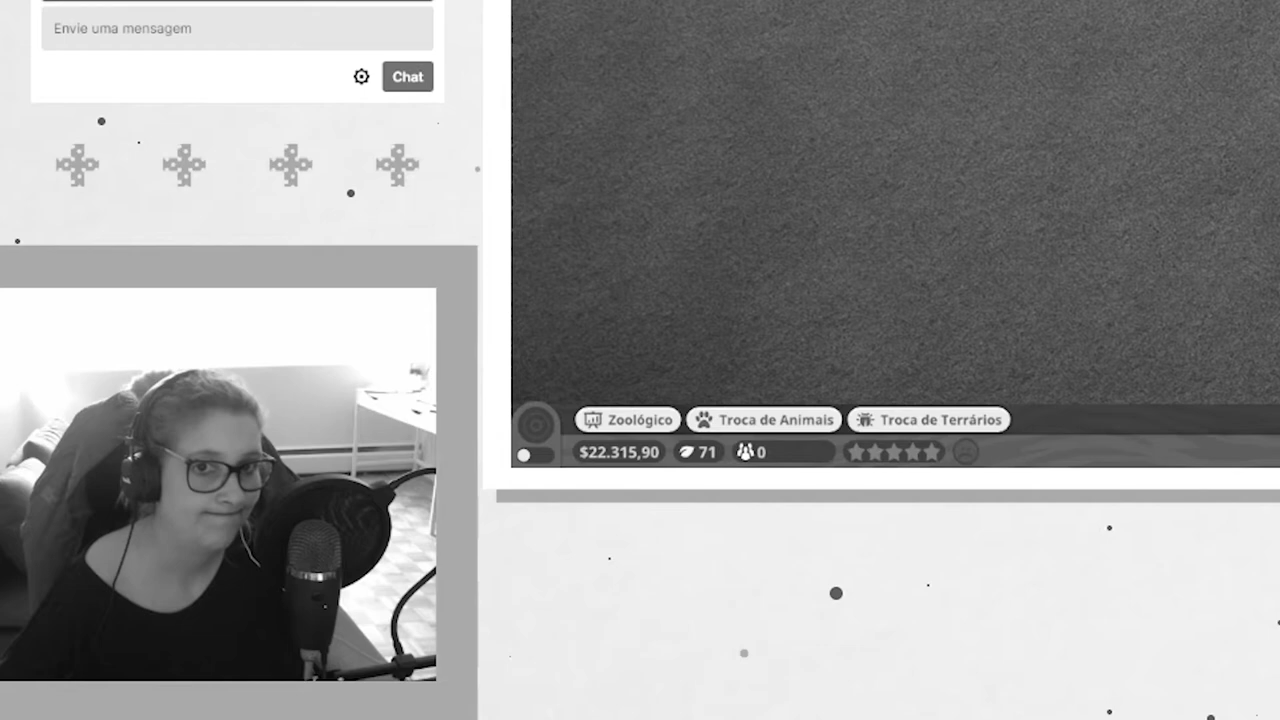 Envie uma mensagem
Chat
Zoológico
Troca de Animais
Troca de Terrários
$22.315,90
71
0